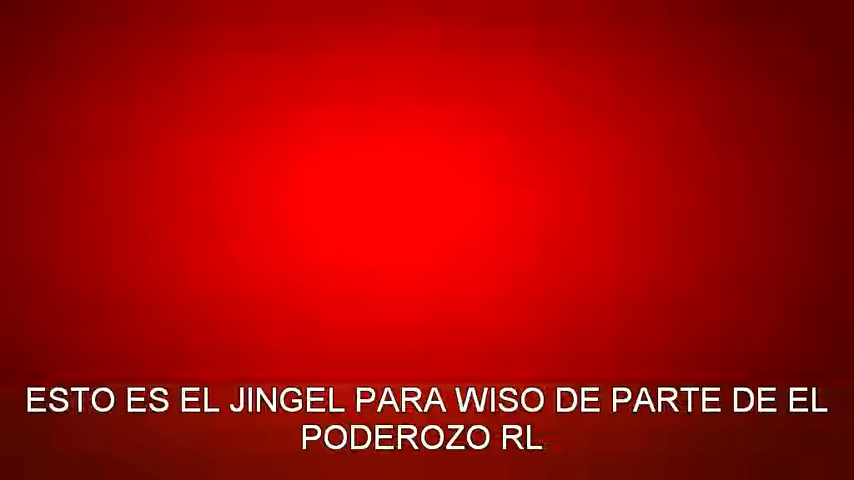 ESTO ES EL JINGEL PARA WISO DE PARTE DE EL
PODEROZO RL